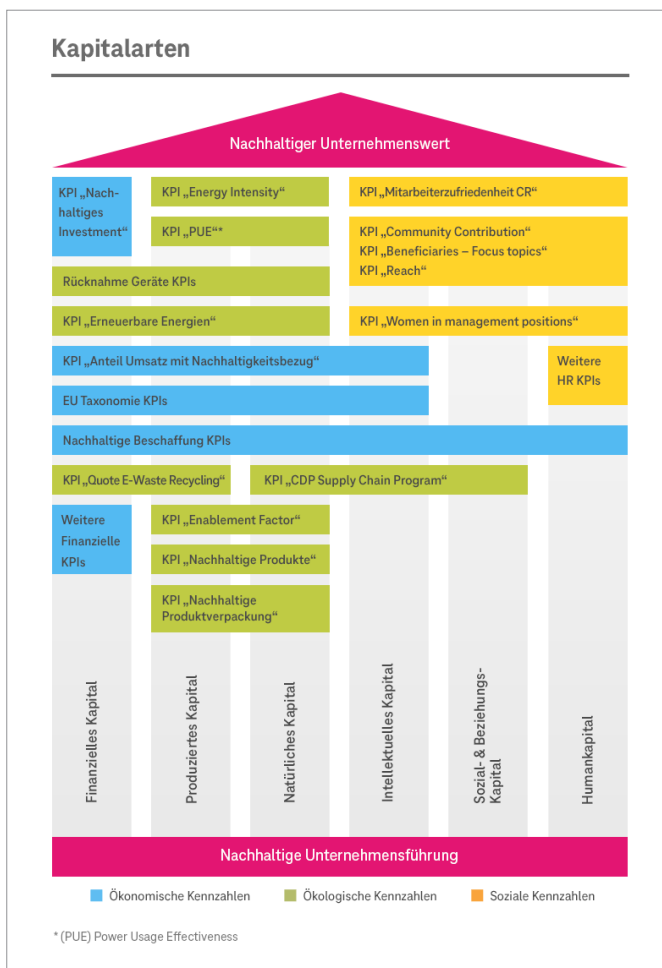 Kapitalarten
Nachhaltiger Unternehmenswert
KPI „Nach-
haltiges
Investment“
KPI „Energy Intensity“
KPI „Mitarbeiterzufriedenheit CR“
KPI „PUE“*
KPI „Community Contribution“
KPI „Beneficiaries – Focus topics“
KPI „Reach“
Rücknahme Geräte KPIs
KPI „Erneuerbare Energien“
KPI „Women in management positions“
KPI „Anteil Umsatz mit Nachhaltigkeitsbezug“
Weitere
HR KPIs
EU Taxonomie KPIs
Nachhaltige Beschaffung KPIs
KPI „Quote E-Waste Recycling“
KPI „CDP Supply Chain Program“
Weitere
Finanzielle
KPIs
KPI „Enablement Factor“
KPI „Nachhaltige Produkte“
KPI „Nachhaltige
Produktverpackung“
Finanzielles Kapital
Produziertes Kapital
Natürliches Kapital
Intellektuelles Kapital
Sozial- & Beziehungs-
Kapital
Humankapital
Nachhaltige Unternehmensführung
Ökonomische Kennzahlen
Ökologische Kennzahlen
Soziale Kennzahlen
* (PUE) Power Usage Effectiveness